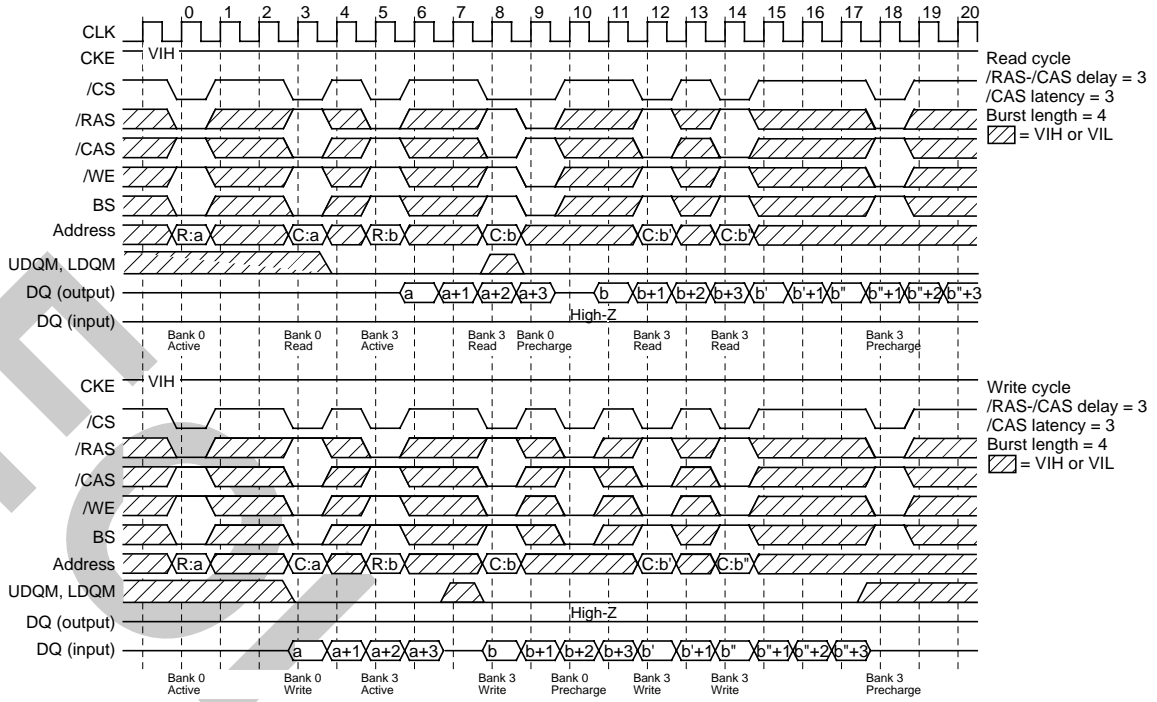 0 1 2 3 4 5 6 7 8 9 10 11 12 13 14 15 16 17 18 19 20
CLK
CKE VIH
Read cycle
/RAS-/CAS delay = 3
/CAS latency = 3
Burst length = 4
= VIH or VIL
/CS
/RAS
/CAS
/WE
BS
Address R:a C:a R:b C:b C:b' C:b"
UDQM, LDQM
DQ (output) a a+1 a+2 a+3 b b+1 b+2 b+3 b' b'+1 b" b"+1 b"+2 b"+3
High-Z
DQ (input)
Bank 0 Active
Bank 0 Read
Bank 3 Active
Bank 3 Read
Bank 0 Precharge
Bank 3 Read
Bank 3 Read
Bank 3 Precharge
CKE VIH
Write cycle
/RAS-/CAS delay = 3
/CAS latency = 3
Burst length = 4
= VIH or VIL
/CS
/RAS
/CAS
/WE
BS
Address R:a C:a R:b C:b C:b' C:b"
UDQM, LDQM
High-Z
DQ (output)
DQ (input) a a+1 a+2 a+3 b b+1 b+2 b+3 b' b'+1 b" b"+1 b"+2 b"+3
Bank 0 Active
Bank 0 Write
Bank 3 Active
Bank 3 Write
Bank 0 Precharge
Bank 3 Write
Bank 3 Write
Bank 3 Precharge